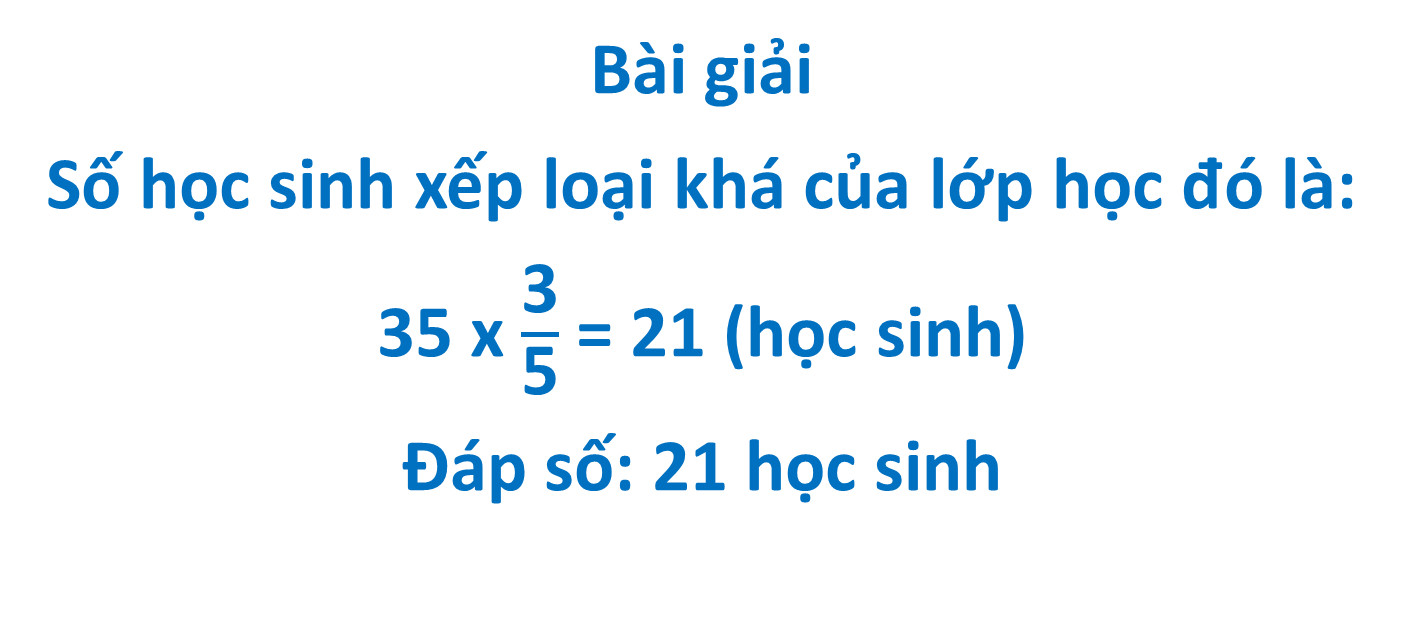 Bài giải
Số học sinh xếp loại khá của lớp học đó là:
35 x 3/5 = 21 (học sinh)
Đáp số: 21 học sinh